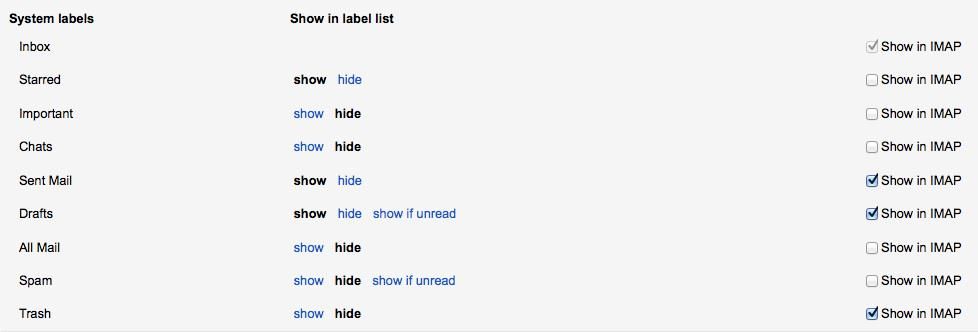 System labels Show in label list
Inbox Show in IMAP
Starred show hide Show in IMAP
Important show hide Show in IMAP
Chats show hide Show in IMAP
Sent Mail show hide Show in IMAP
Drafts show hide show if unread Show in IMAP
All Mail show hide Show in IMAP
Spam show hide show if unread Show in IMAP
Trash show hide Show in IMAP